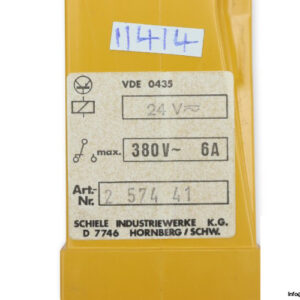 11414
VDE 0435
24 V⎓
max. 380V~ 6A
Art.-Nr. 2 574 41
SCHIELE INDUSTRIEWERKE K.G.
D 7746 HORNBERG/SCHW.